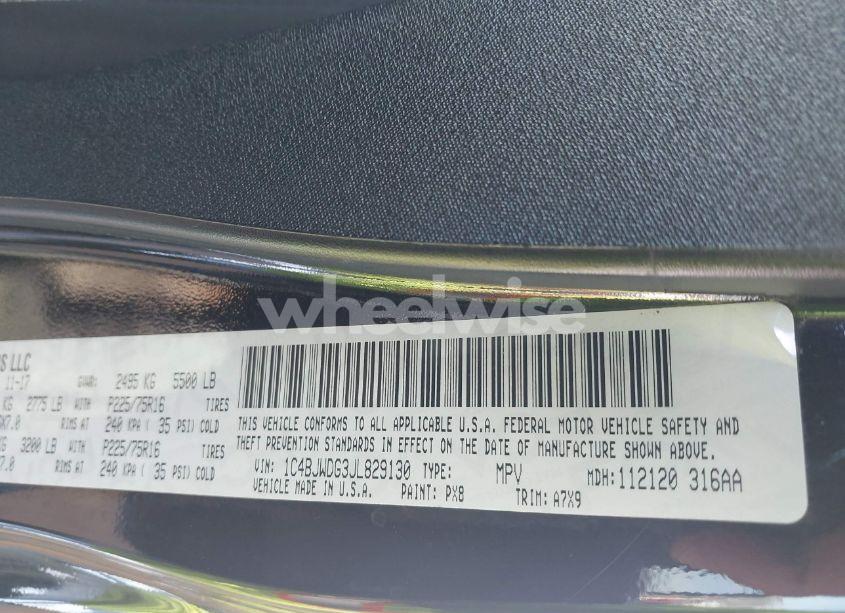 wheelwise
S LLC
11-17 GVWR: 2495 KG 5500 LB
KG 2775 LB WITH P225/75R16 TIRES
X7.0 RIMS AT 240 KPA ( 35 PSI) COLD
KG 3200 LB WITH P225/75R16 TIRES
7.0 RIMS AT 240 KPA ( 35 PSI) COLD
THIS VEHICLE CONFORMS TO ALL APPLICABLE U.S.A. FEDERAL MOTOR VEHICLE SAFETY AND
THEFT PREVENTION STANDARDS IN EFFECT ON THE DATE OF MANUFACTURE SHOWN ABOVE.
VIN: 1C4BJWDG3JL829130 TYPE: MPV MDH:112120 316AA
VEHICLE MADE IN U.S.A. PAINT: PX8 TRIM: A7X9